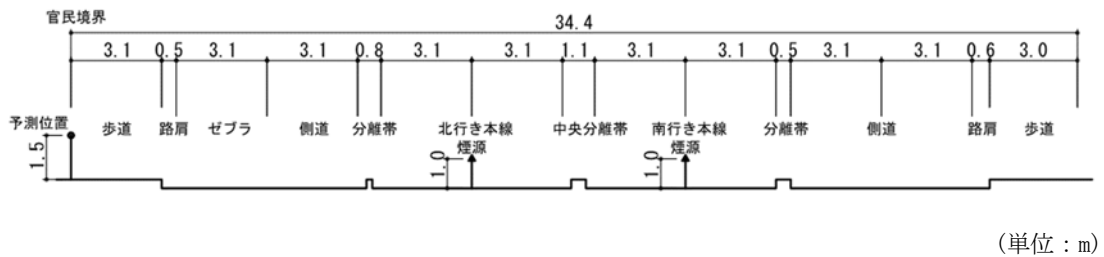 官民境界
34.4
3.1 0.5 3.1 3.1 0.8 3.1 3.1 1.1 3.1 3.1 0.5 3.1 3.1 0.6 3.0
予測位置 歩道 路肩 ゼブラ 側道 分離帯 北行き本線 中央分離帯 南行き本線 分離帯 側道 路肩 歩道
煙源 煙源
1.5 1.0 1.0
(単位:m)